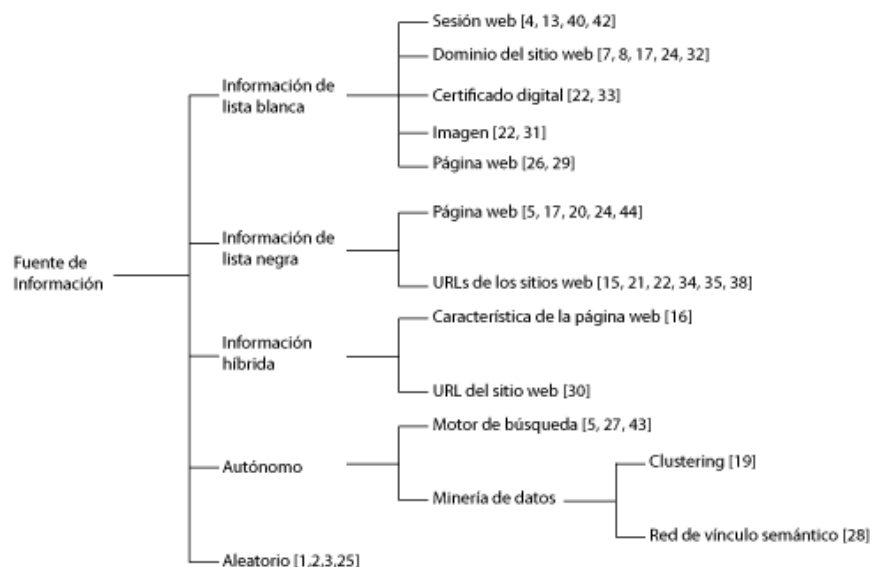 Fuente de
Información
Información de
lista blanca
Sesión web [4, 13, 40, 42]
Dominio del sitio web [7, 8, 17, 24, 32]
Certificado digital [22, 33]
Imagen [22, 31]
Página web [26, 29]
Información de
lista negra
Página web [5, 17, 20, 24, 44]
URLs de los sitios web [15, 21, 22, 34, 35, 38]
Información
híbrida
Característica de la página web [16]
URL del sitio web [30]
Autónomo
Motor de búsqueda [5, 27, 43]
Minería de datos
Clustering [19]
Red de vínculo semántico [28]
Aleatorio [1,2,3,25]